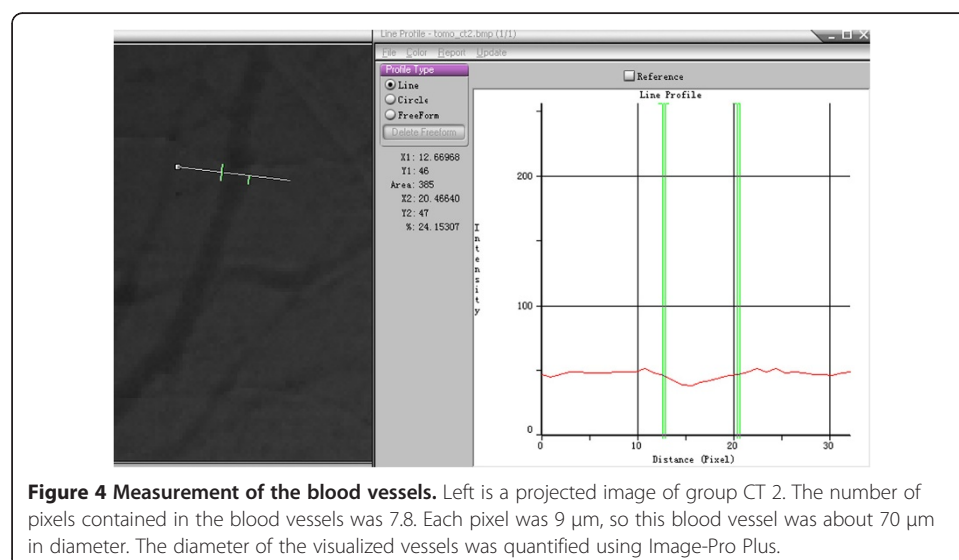 Line Profile - tomo_ct2.bmp (1/1)
File Color Report Update
Profile Type
Line
Circle
FreeForm
Delete Freeform
X1: 12.66968
Y1: 46
Area: 385
X2: 20.46640
Y2: 47
%: 24.15307
Reference
Line Profile
Intensity
200
100
0
0 10 20 30
Distance (Pixel)
Figure 4 Measurement of the blood vessels. Left is a projected image of group CT 2. The number of
pixels contained in the blood vessels was 7.8. Each pixel was 9 μm, so this blood vessel was about 70 μm
in diameter. The diameter of the visualized vessels was quantified using Image-Pro Plus.